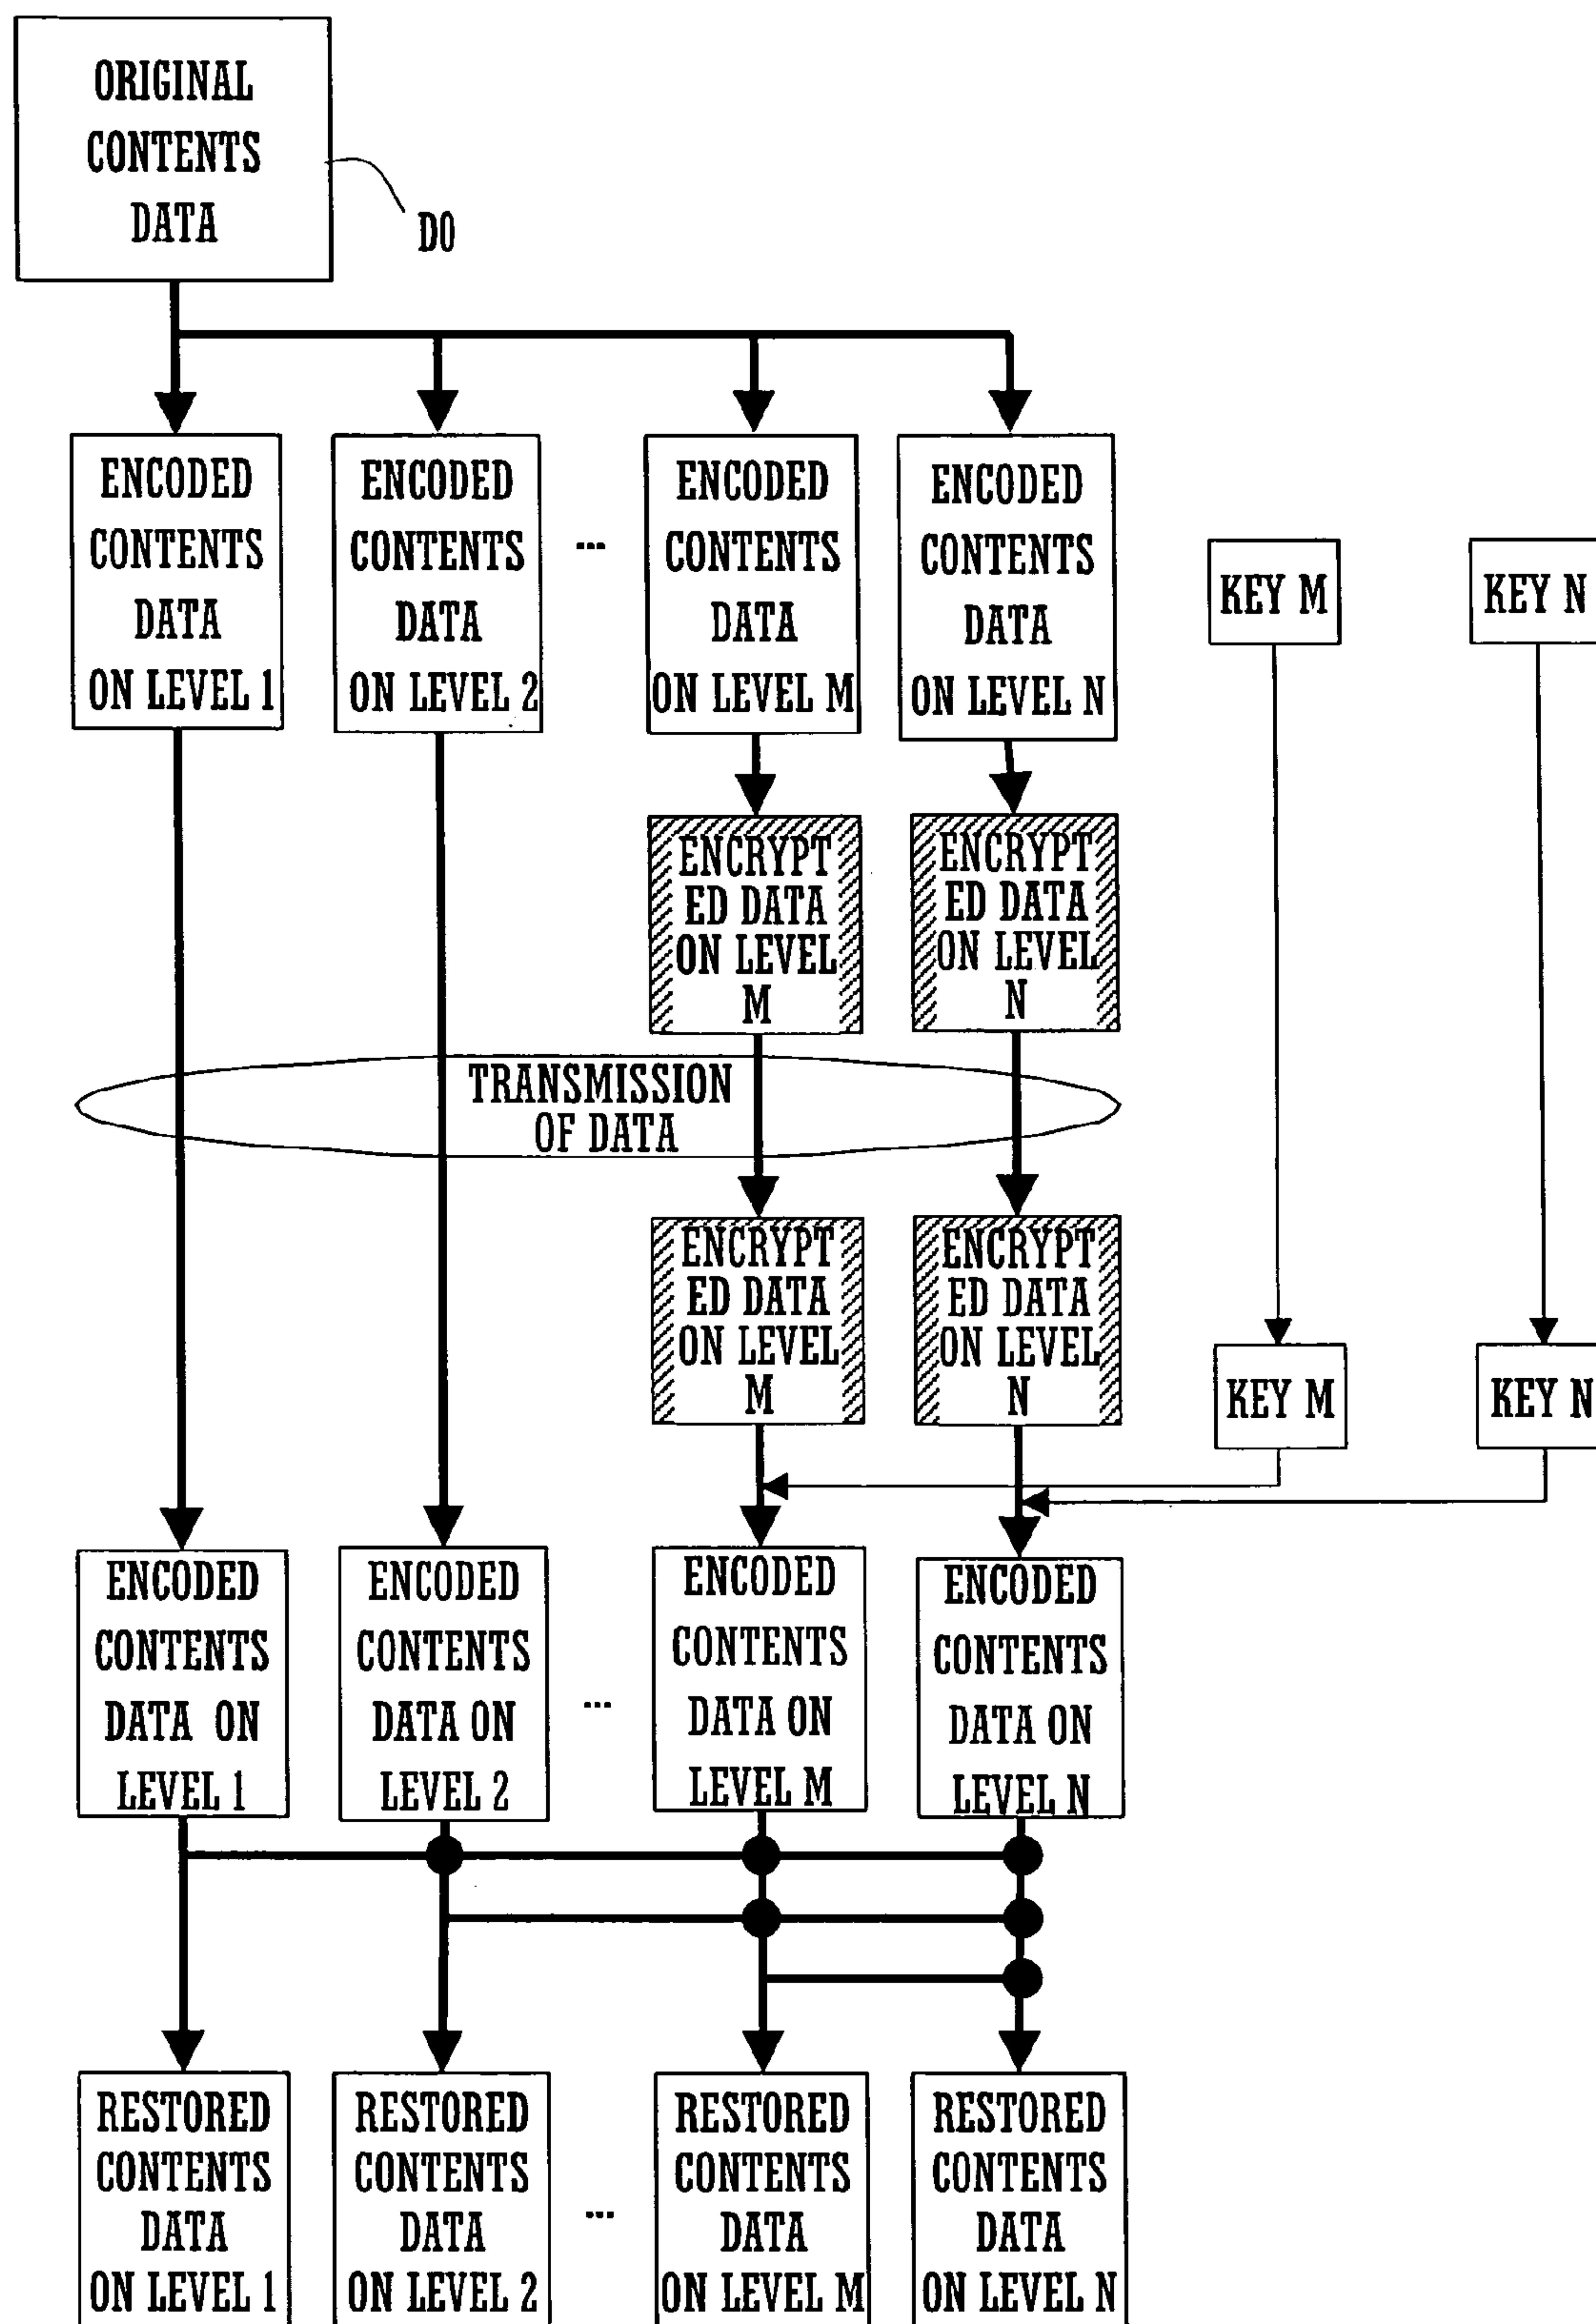 ORIGINAL
CONTENTS
DATA
D0
ENCODED
CONTENTS
DATA
ON LEVEL 1
ENCODED
CONTENTS
DATA
ON LEVEL 2
...
ENCODED
CONTENTS
DATA
ON LEVEL M
ENCODED
CONTENTS
DATA
ON LEVEL N
KEY M
KEY N
ENCRYPT
ED DATA
ON LEVEL
M
ENCRYPT
ED DATA
ON LEVEL
N
TRANSMISSION
OF DATA
ENCRYPT
ED DATA
ON LEVEL
M
ENCRYPT
ED DATA
ON LEVEL
N
KEY M
KEY N
ENCODED
CONTENTS
DATA ON
LEVEL 1
ENCODED
CONTENTS
DATA ON
LEVEL 2
...
ENCODED
CONTENTS
DATA ON
LEVEL M
ENCODED
CONTENTS
DATA ON
LEVEL N
RESTORED
CONTENTS
DATA
ON LEVEL 1
RESTORED
CONTENTS
DATA
ON LEVEL 2
...
RESTORED
CONTENTS
DATA
ON LEVEL M
RESTORED
CONTENTS
DATA
ON LEVEL N